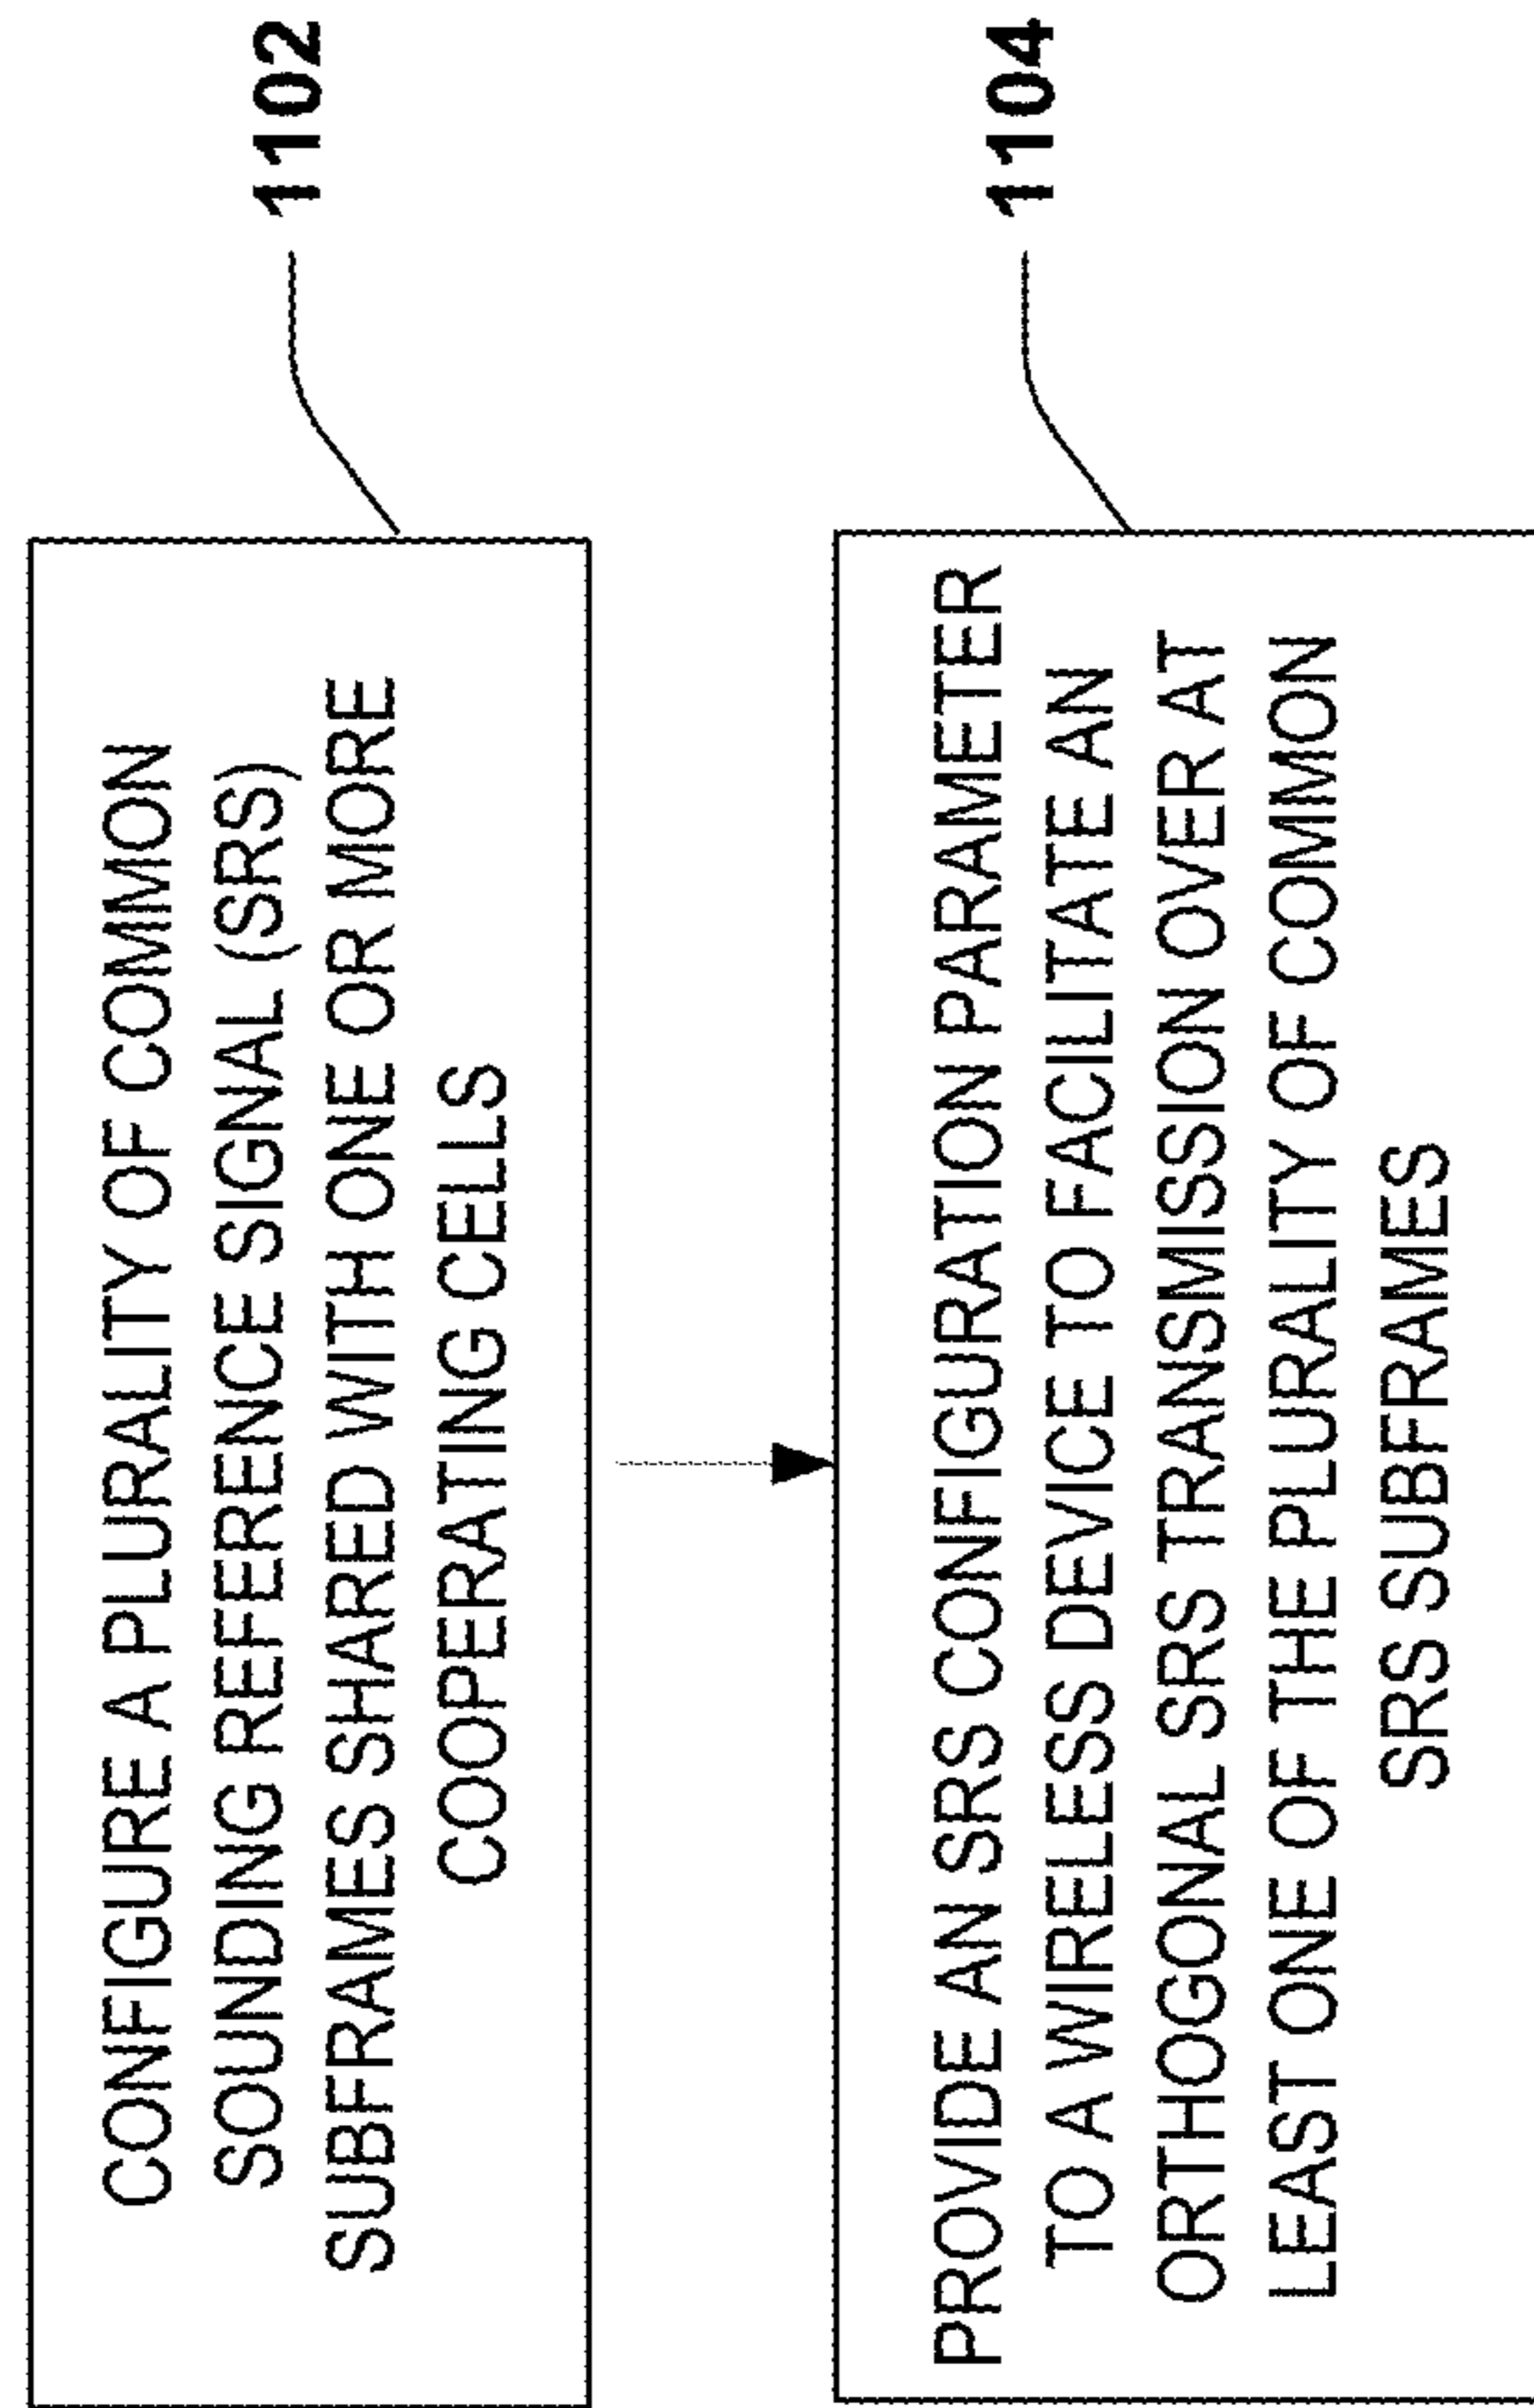 CONFIGURE A PLURALITY OF COMMON
SOUNDING REFERENCE SIGNAL (SRS)
SUBFRAMES SHARED WITH ONE OR MORE
COOPERATING CELLS
1102
PROVIDE AN SRS CONFIGURATION PARAMETER
TO A WIRELESS DEVICE TO FACILITATE AN
ORTHOGONAL SRS TRANSMISSION OVER AT
LEAST ONE OF THE PLURALITY OF COMMON
SRS SUBFRAMES
1104